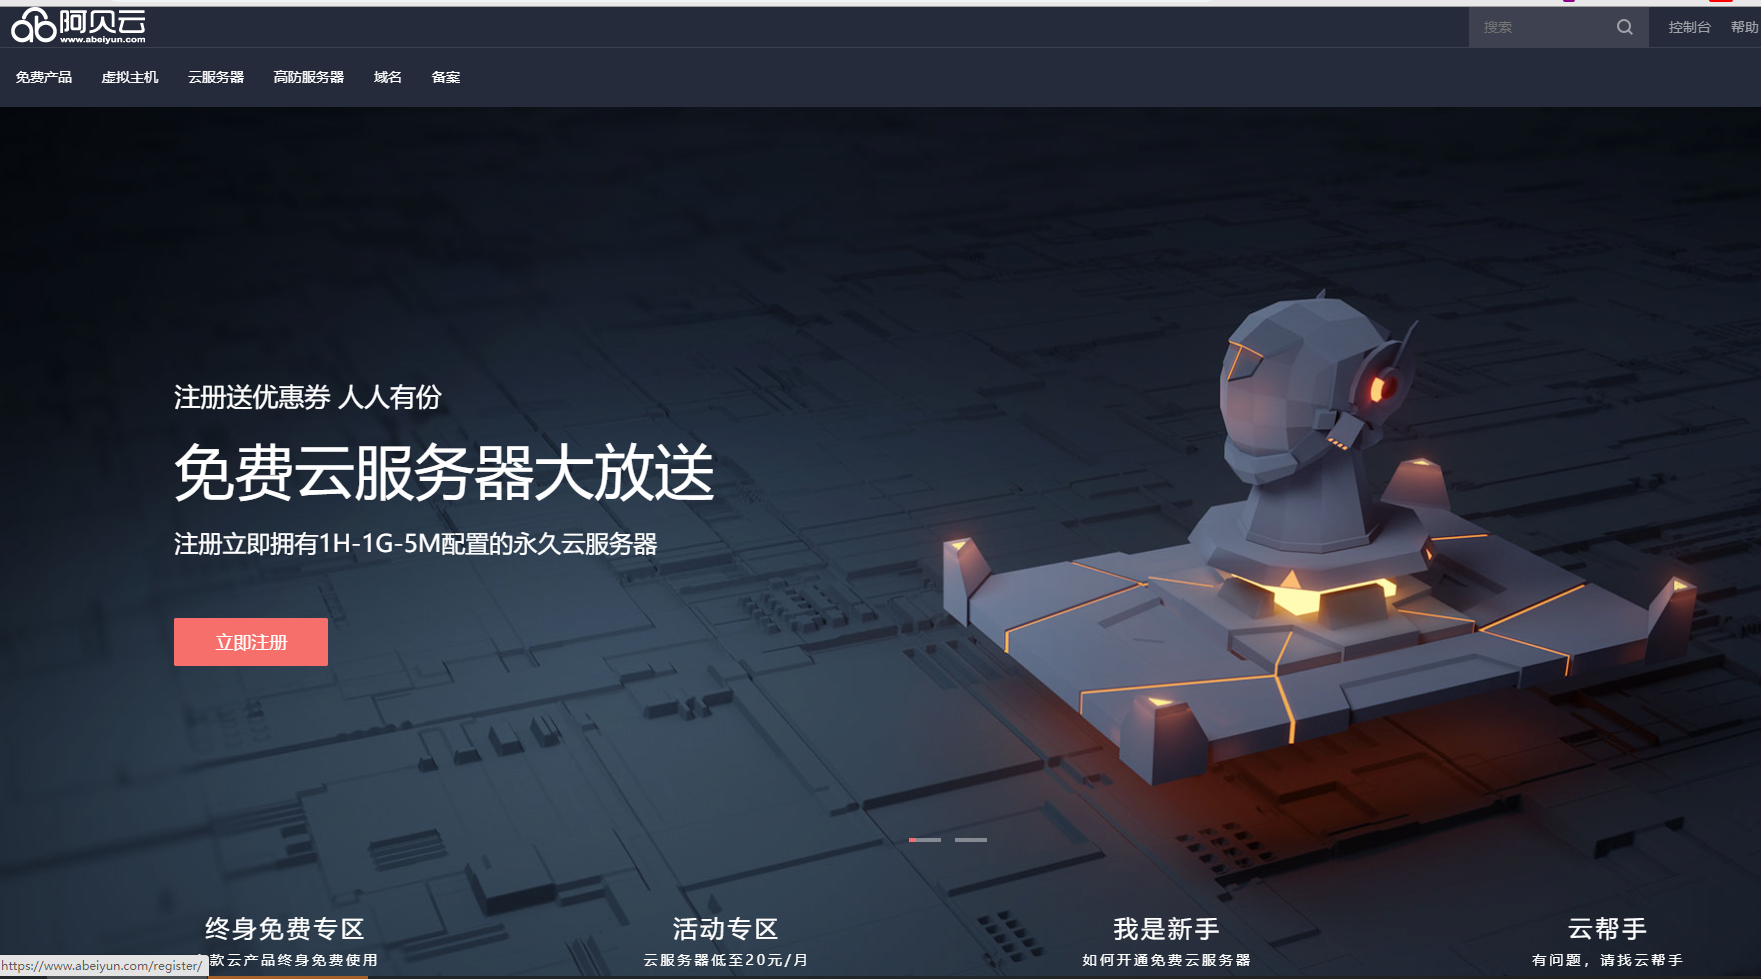 阿贝云
www.abeiyun.com
搜索
控制台 帮助
免费产品 虚拟主机 云服务器 高防服务器 域名 备案
注册送优惠券 人人有份
免费云服务器大放送
注册立即拥有1H-1G-5M配置的永久云服务器
立即注册
终身免费专区 活动专区 我是新手 云帮手
款云产品终身免费使用 云服务器低至20元/月 如何开通免费云服务器 有问题，请找云帮手
https://www.abeiyun.com/register/